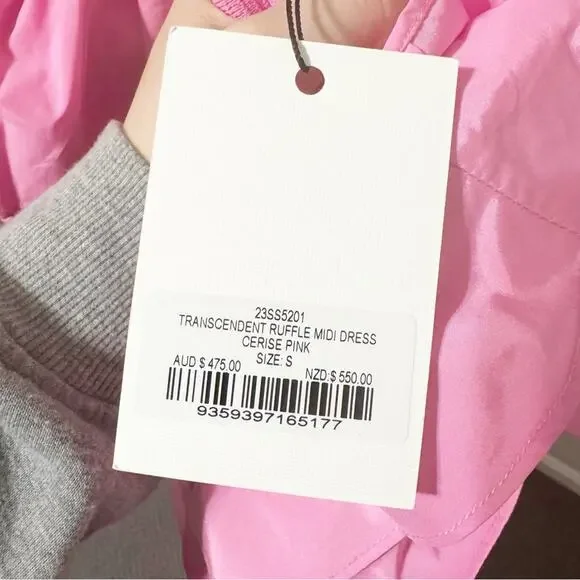 23SS5201
TRANSCENDENT RUFFLE MIDI DRESS
CERISE PINK
SIZE: S
AUD $ 475.00 NZD:$ 550.00
9359397165177